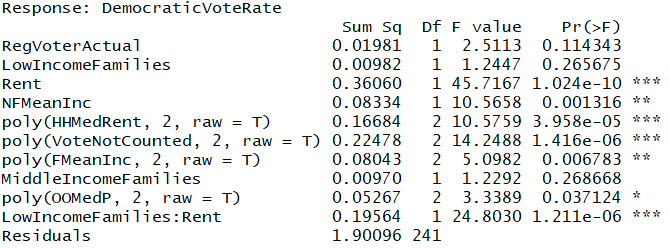 Response: DemocraticVoteRate
Sum Sq Df F value Pr(>F)
RegVoterActual 0.01981 1 2.5113 0.114343
LowIncomeFamilies 0.00982 1 1.2447 0.265675
Rent 0.36060 1 45.7167 1.024e-10 ***
NFMeanInc 0.08334 1 10.5658 0.001316 **
poly(HHMedRent, 2, raw = T) 0.16684 2 10.5759 3.958e-05 ***
poly(VoteNotCounted, 2, raw = T) 0.22478 2 14.2488 1.416e-06 ***
poly(FMeanInc, 2, raw = T) 0.08043 2 5.0982 0.006783 **
MiddleIncomeFamilies 0.00970 1 1.2292 0.268668
poly(OOMedP, 2, raw = T) 0.05267 2 3.3389 0.037124 *
LowIncomeFamilies:Rent 0.19564 1 24.8030 1.211e-06 ***
Residuals 1.90096 241